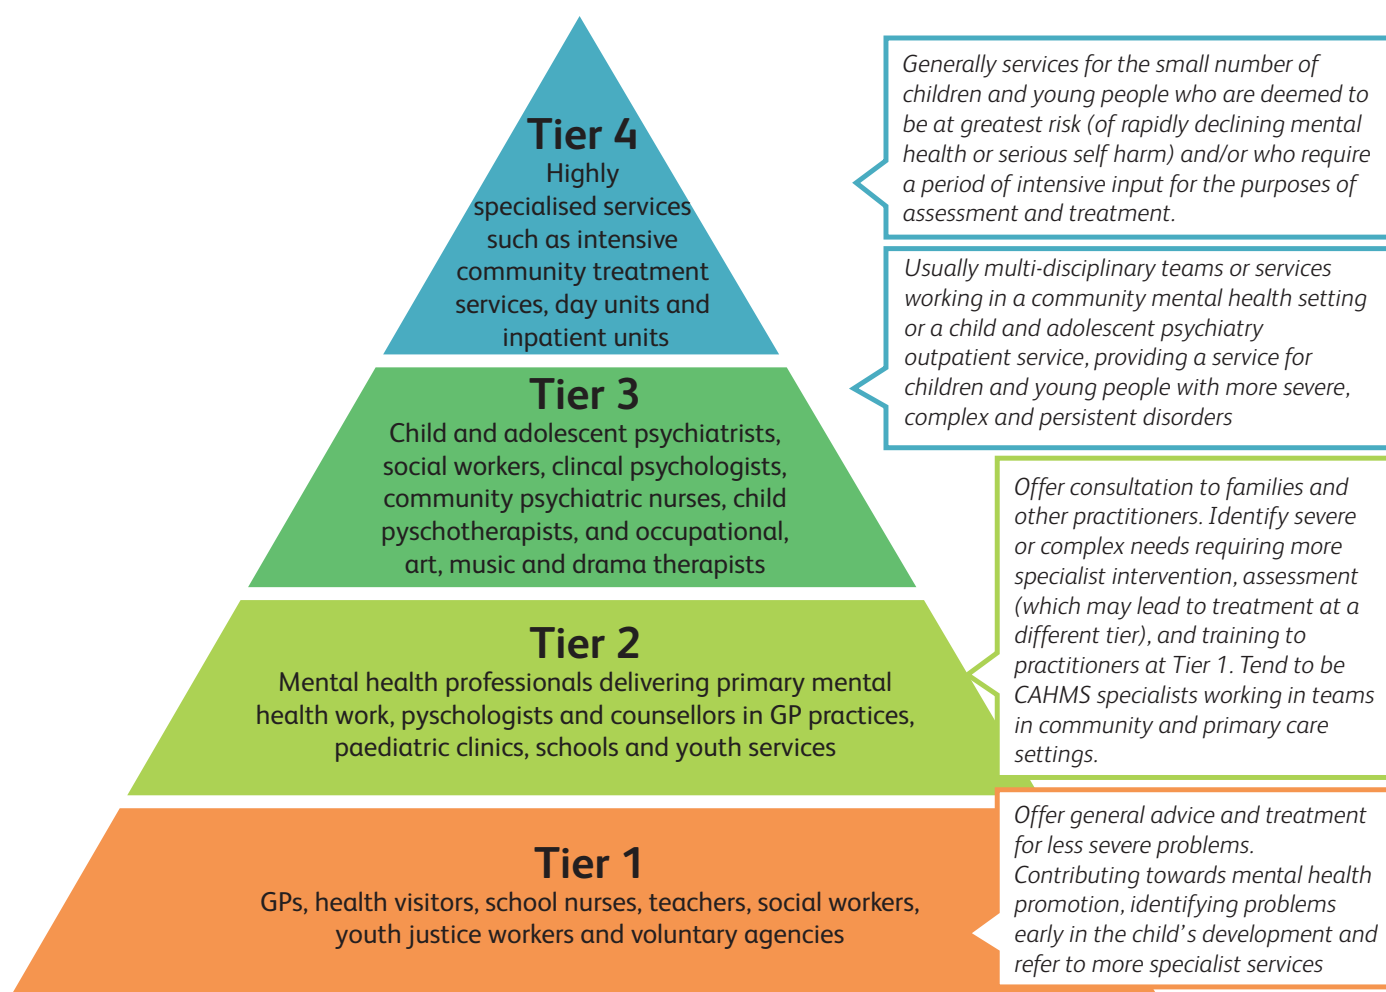 Tier 4
Highly
specialised services
such as intensive
community treatment
services, day units and
inpatient units
Generally services for the small number of
children and young people who are deemed to
be at greatest risk (of rapidly declining mental
health or serious self harm) and/or who require
a period of intensive input for the purposes of
assessment and treatment.
Tier 3
Child and adolescent psychiatrists,
social workers, clincal psychologists,
community psychiatric nurses, child
pyschotherapists, and occupational,
art, music and drama therapists
Usually multi-disciplinary teams or services
working in a community mental health setting
or a child and adolescent psychiatry
outpatient service, providing a service for
children and young people with more severe,
complex and persistent disorders
Tier 2
Mental health professionals delivering primary mental
health work, pyschologists and counsellors in GP practices,
paediatric clinics, schools and youth services
Offer consultation to families and
other practitioners. Identify severe
or complex needs requiring more
specialist intervention, assessment
(which may lead to treatment at a
different tier), and training to
practitioners at Tier 1. Tend to be
CAHMS specialists working in teams
in community and primary care
settings.
Tier 1
GPs, health visitors, school nurses, teachers, social workers,
youth justice workers and voluntary agencies
Offer general advice and treatment
for less severe problems.
Contributing towards mental health
promotion, identifying problems
early in the child's development and
refer to more specialist services